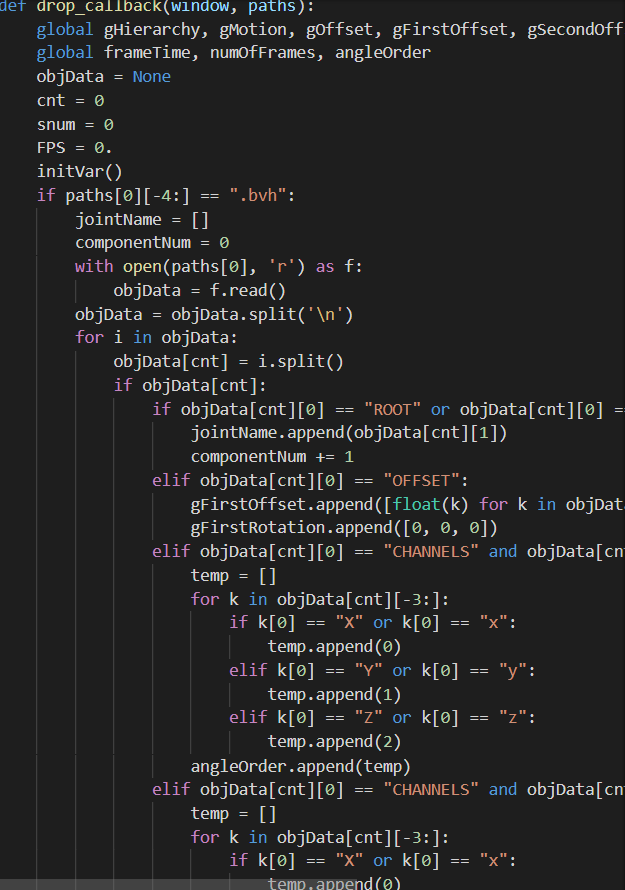 def drop_callback(window, paths):
    global gHierarchy, gMotion, gOffset, gFirstOffset, gSecondOff
    global frameTime, numOfFrames, angleOrder
    objData = None
    cnt = 0
    snum = 0
    FPS = 0.
    initVar()
    if paths[0][-4:] == ".bvh":
        jointName = []
        componentNum = 0
        with open(paths[0], 'r') as f:
            objData = f.read()
        objData = objData.split('\n')
        for i in objData:
            objData[cnt] = i.split()
            if objData[cnt]:
                if objData[cnt][0] == "ROOT" or objData[cnt][0] ==
                    jointName.append(objData[cnt][1])
                    componentNum += 1
                elif objData[cnt][0] == "OFFSET":
                    gFirstOffset.append([float(k) for k in objDat
                    gFirstRotation.append([0, 0, 0])
                elif objData[cnt][0] == "CHANNELS" and objData[cn
                    temp = []
                    for k in objData[cnt][-3:]:
                        if k[0] == "X" or k[0] == "x":
                            temp.append(0)
                        elif k[0] == "Y" or k[0] == "y":
                            temp.append(1)
                        elif k[0] == "Z" or k[0] == "z":
                            temp.append(2)
                    angleOrder.append(temp)
                elif objData[cnt][0] == "CHANNELS" and objData[cn
                    temp = []
                    for k in objData[cnt][-3:]:
                        if k[0] == "X" or k[0] == "x":
                            temp.append(0)